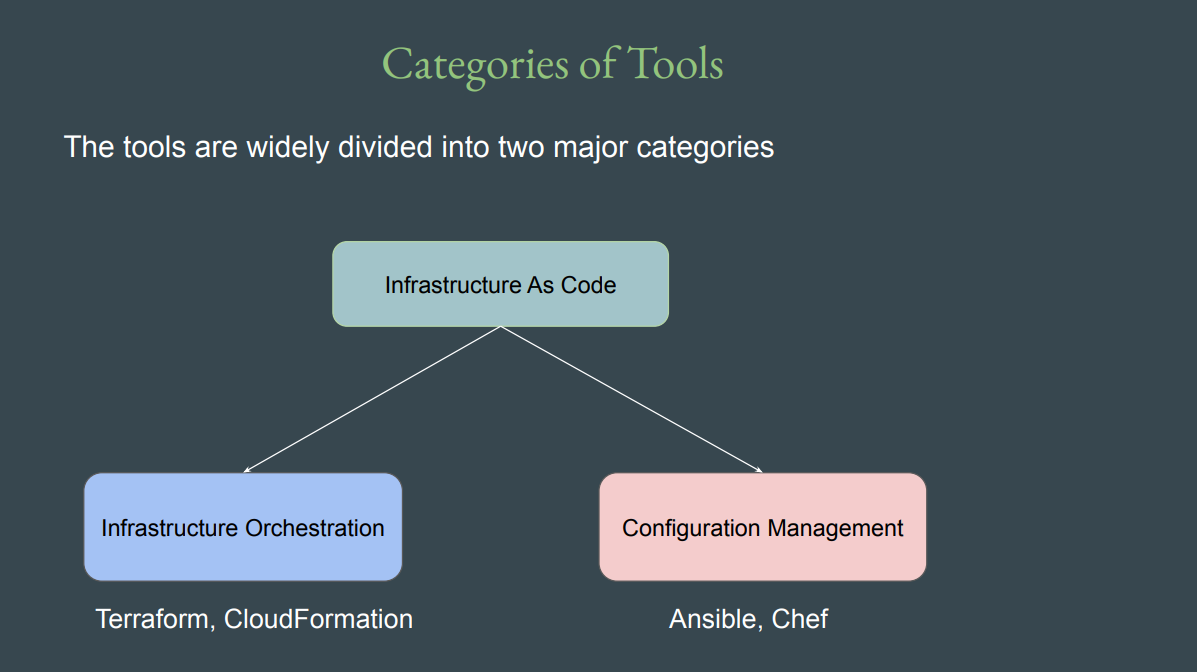 Categories of Tools
The tools are widely divided into two major categories
Infrastructure As Code
Infrastructure Orchestration
Configuration Management
Terraform, CloudFormation
Ansible, Chef